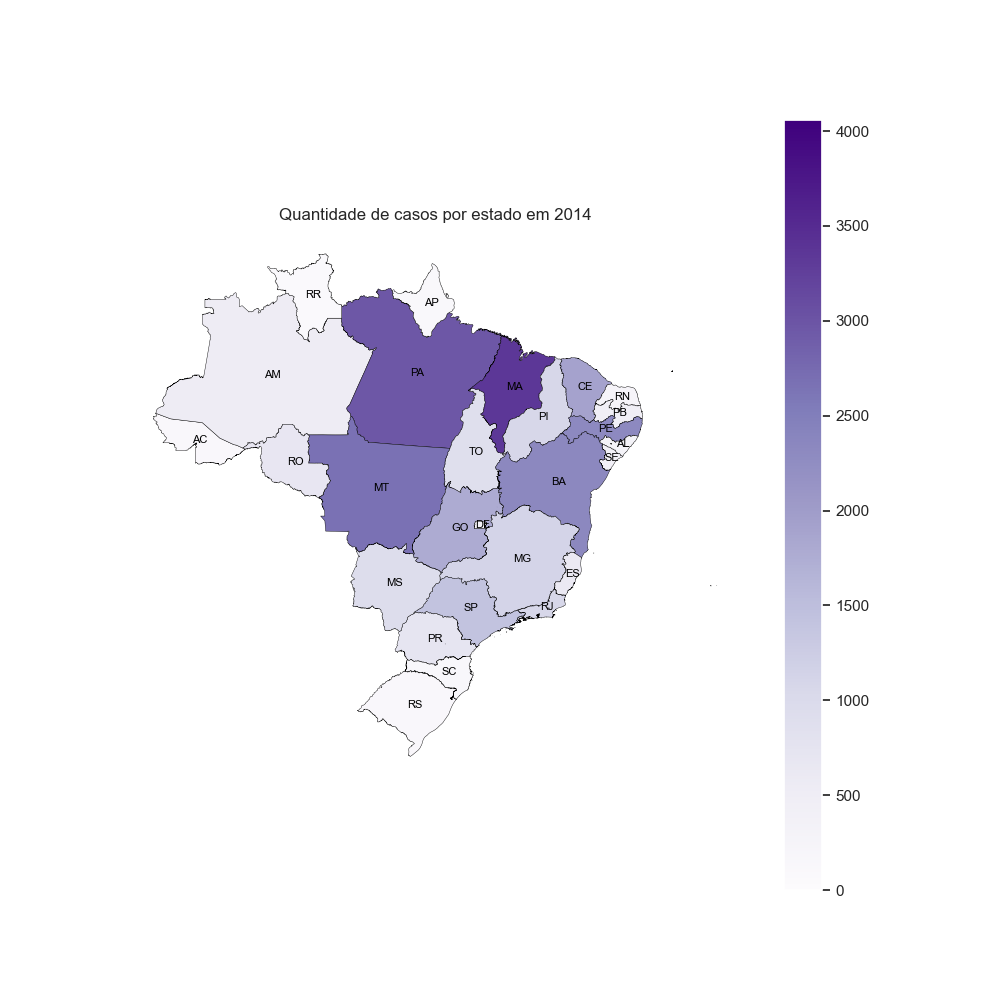 Quantidade de casos por estado em 2014
RR
AP
AM
PA
MA
CE
RN
PI
PB
PE
AC
AL
TO
SE
RO
BA
MT
GO
DF
MG
ES
MS
SP
RJ
PR
SC
RS
4000
3500
3000
2500
2000
1500
1000
500
0